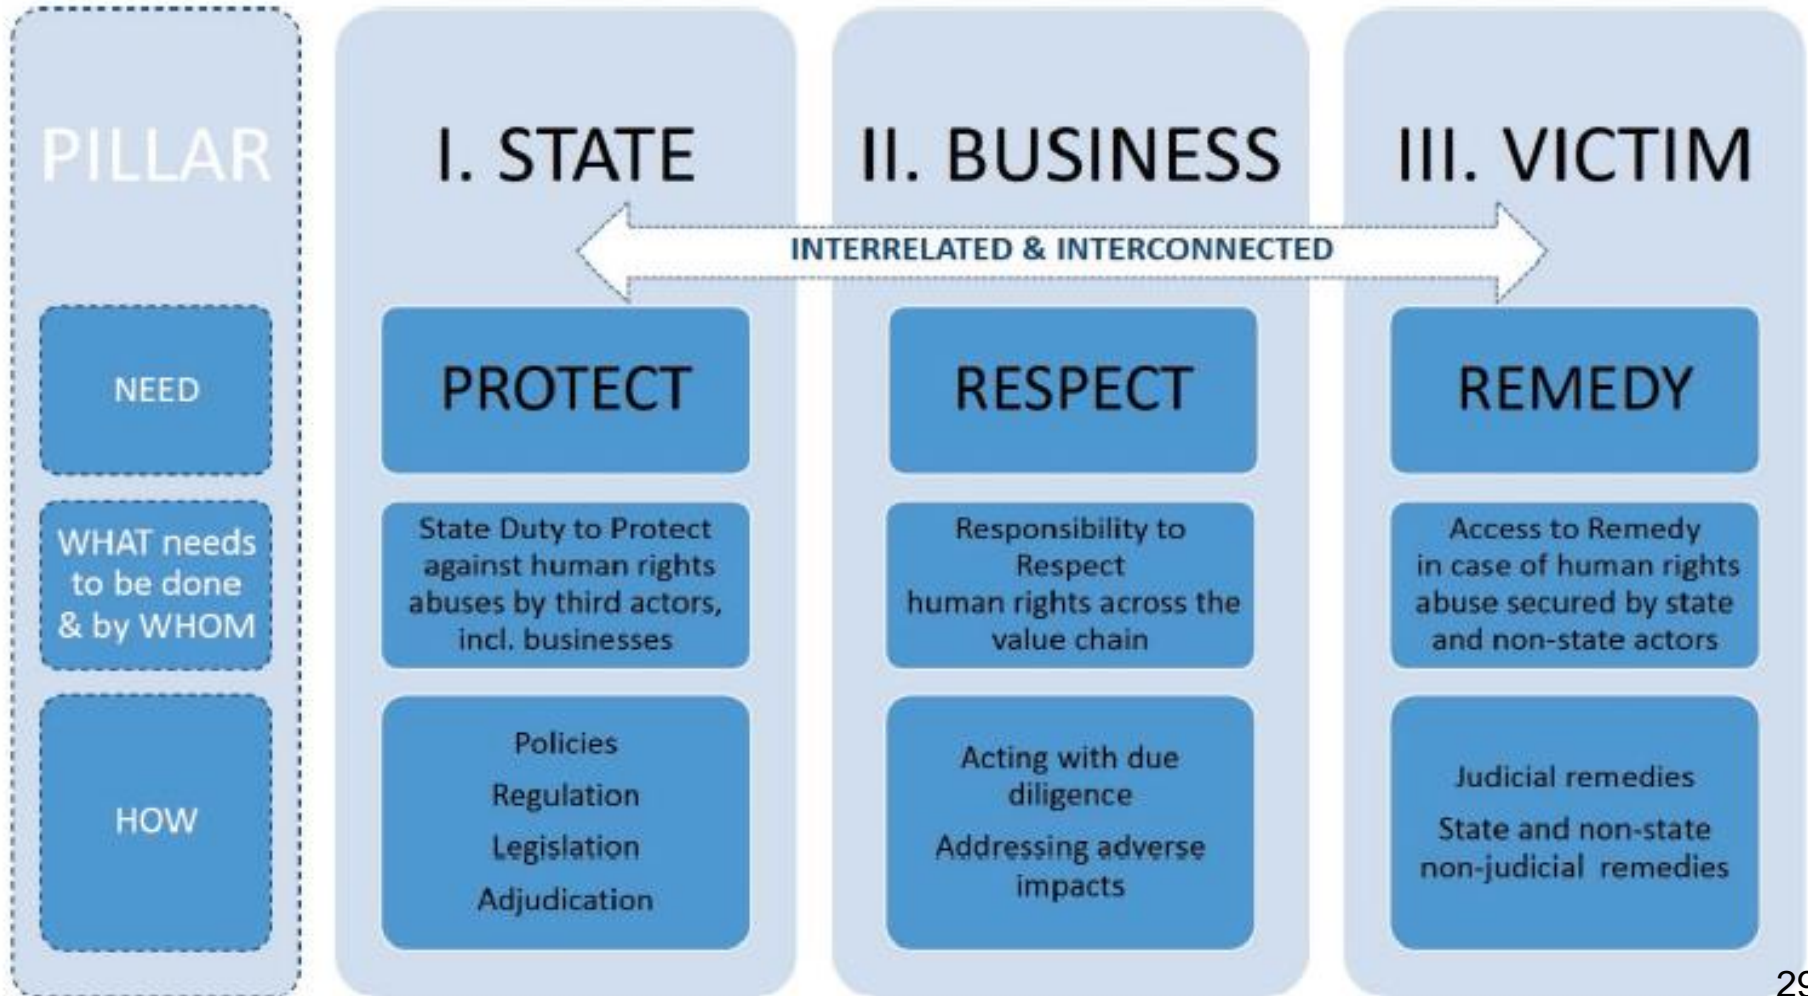 PILLAR
I. STATE
II. BUSINESS
III. VICTIM
INTERRELATED & INTERCONNECTED
NEED
PROTECT
RESPECT
REMEDY
WHAT needs
to be done
& by WHOM
State Duty to Protect
against human rights
abuses by third actors,
incl. businesses
Responsibility to
Respect
human rights across the
value chain
Access to Remedy
in case of human rights
abuse secured by state
and non-state actors
HOW
Policies
Regulation
Legislation
Adjudication
Acting with due
diligence
Addressing adverse
impacts
Judicial remedies
State and non-state
non-judicial remedies
29